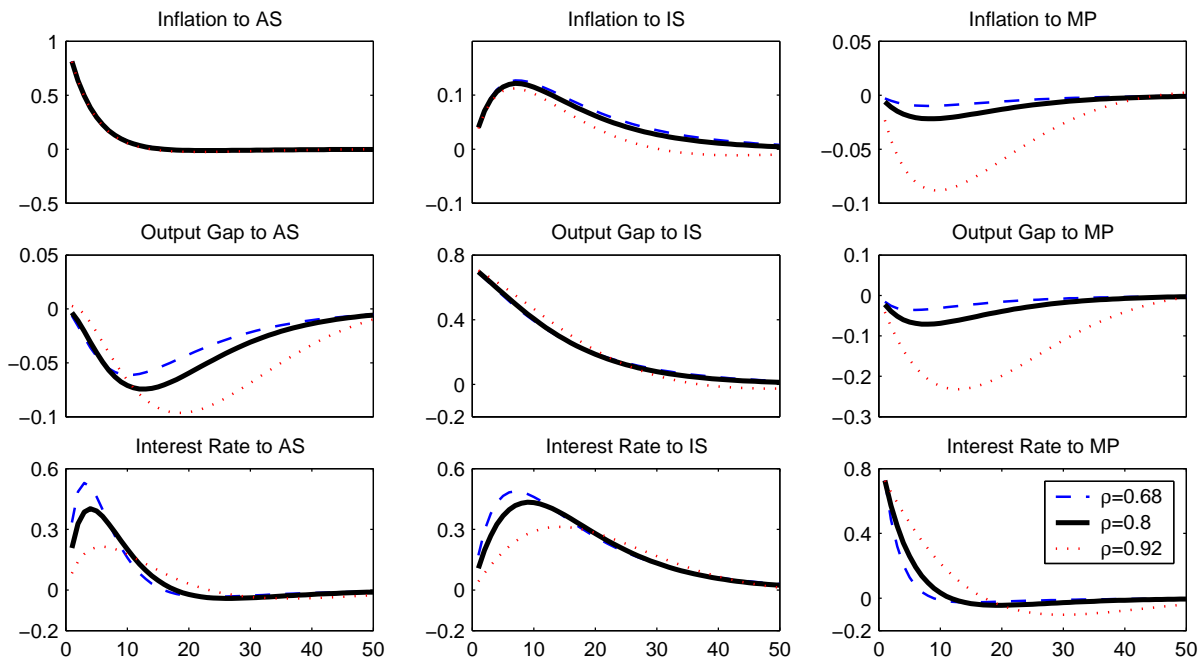 Inflation to AS
Inflation to IS
Inflation to MP
1
0.5
0
−0.5
0.1
0
−0.1
0.05
0
−0.05
−0.1
Output Gap to AS
Output Gap to IS
Output Gap to MP
0.05
0
−0.05
−0.1
0.8
0.4
0
−0.2
0.1
0
−0.1
−0.2
−0.3
Interest Rate to AS
Interest Rate to IS
Interest Rate to MP
0.6
0.3
0
−0.2
0.6
0.3
0
−0.2
0.8
0.4
0
−0.2
ρ=0.68
ρ=0.8
ρ=0.92
0 10 20 30 40 50
0 10 20 30 40 50
0 10 20 30 40 50